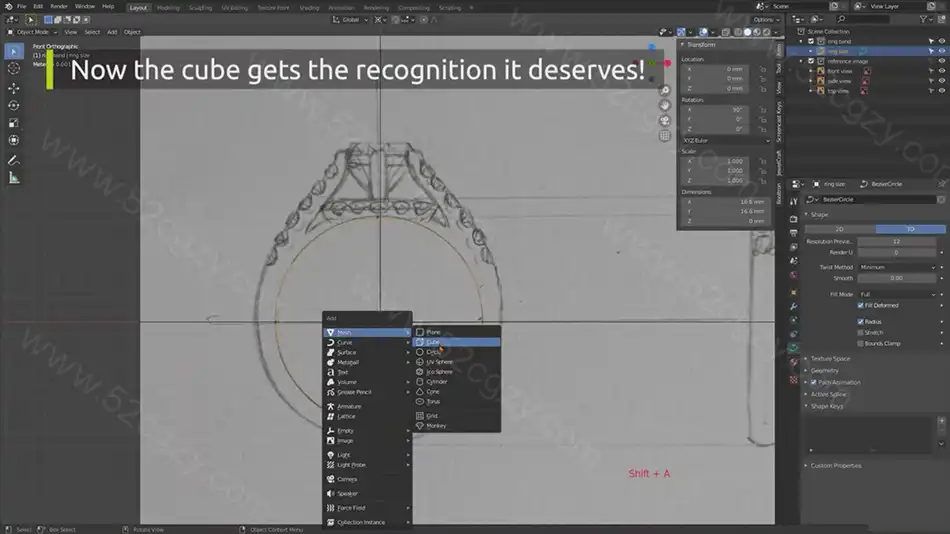 File Edit Render Window Help Layout Modeling Sculpting UV Editing Texture Paint Shading Animation Rendering Compositing Scripting Scene View Layer
Global Options
Object Mode View Select Add Object
Front Orthographic
(1) ring band | ring size
Now the cube gets the recognition it deserves!
Transform
Location:
X 0 mm
Y 0 mm
Z 0 mm
Rotation:
X 90°
Y 0°
Z 0°
XYZ Euler
Scale:
X 1.000
Y 1.000
Z 1.000
Dimensions:
X 16.6 mm
Y 16.6 mm
Z 0 mm
Item
Tool
View
Screencast Keys
JewelCraft
Scene Collection
ring band
ring size
reference image
front view
side view
top view
ring size BezierCircle
BezierCircle
Shape
2D 3D
Resolution Previe.. 12
Render U 0
Twist Method Minimum
Smooth 0.00
Fill Mode Full
Fill Deformed
Radius
Stretch
Bounds Clamp
Texture Space
Geometry
Path Animation
Active Spline
Shape Keys
Custom Properties
Add
Mesh
Curve
Surface
Metaball
Text
Volume
Grease Pencil
Armature
Lattice
Empty
Image
Light
Light Probe
Camera
Speaker
Force Field
Collection Instance
Plane
Cube
Circle
UV Sphere
Ico Sphere
Cylinder
Cone
Torus
Grid
Monkey
Shift + A
Select Box Select Rotate View Object Context Menu